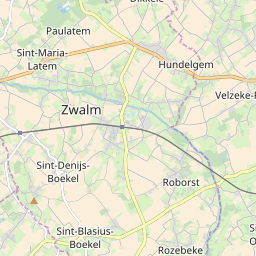 Dikkele
Paulatem
Sint-Maria-
Latem
Hundelgem
Velzeke-
Zwalm
Sint-Denijs-
Boekel
Roborst
Sint-Blasius-
Boekel
Rozebeke